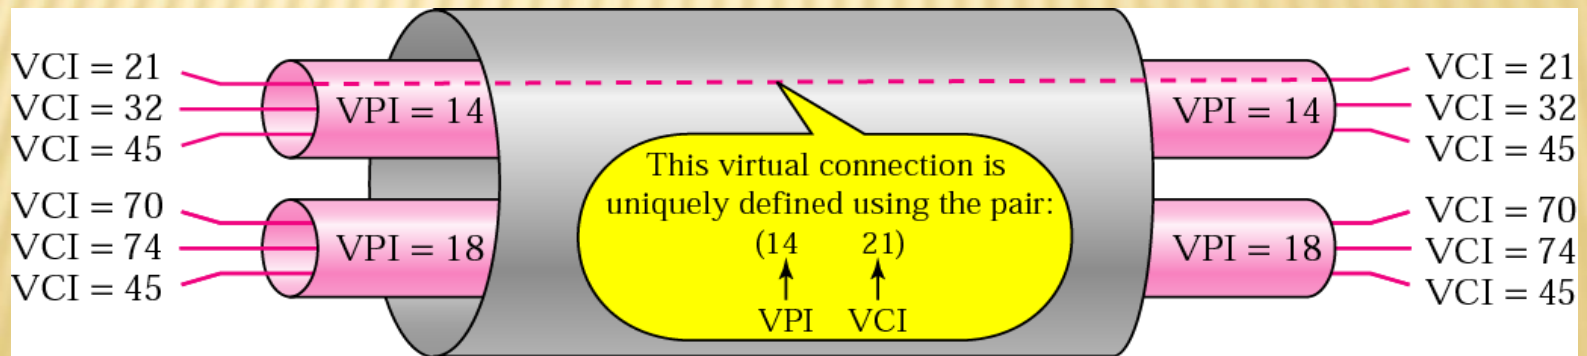 VCI = 21
VCI = 32
VCI = 45
VPI = 14
VCI = 70
VCI = 74
VCI = 45
VPI = 18
This virtual connection is
uniquely defined using the pair:
(14 21)
VPI VCI
VPI = 14
VCI = 21
VCI = 32
VCI = 45
VPI = 18
VCI = 70
VCI = 74
VCI = 45